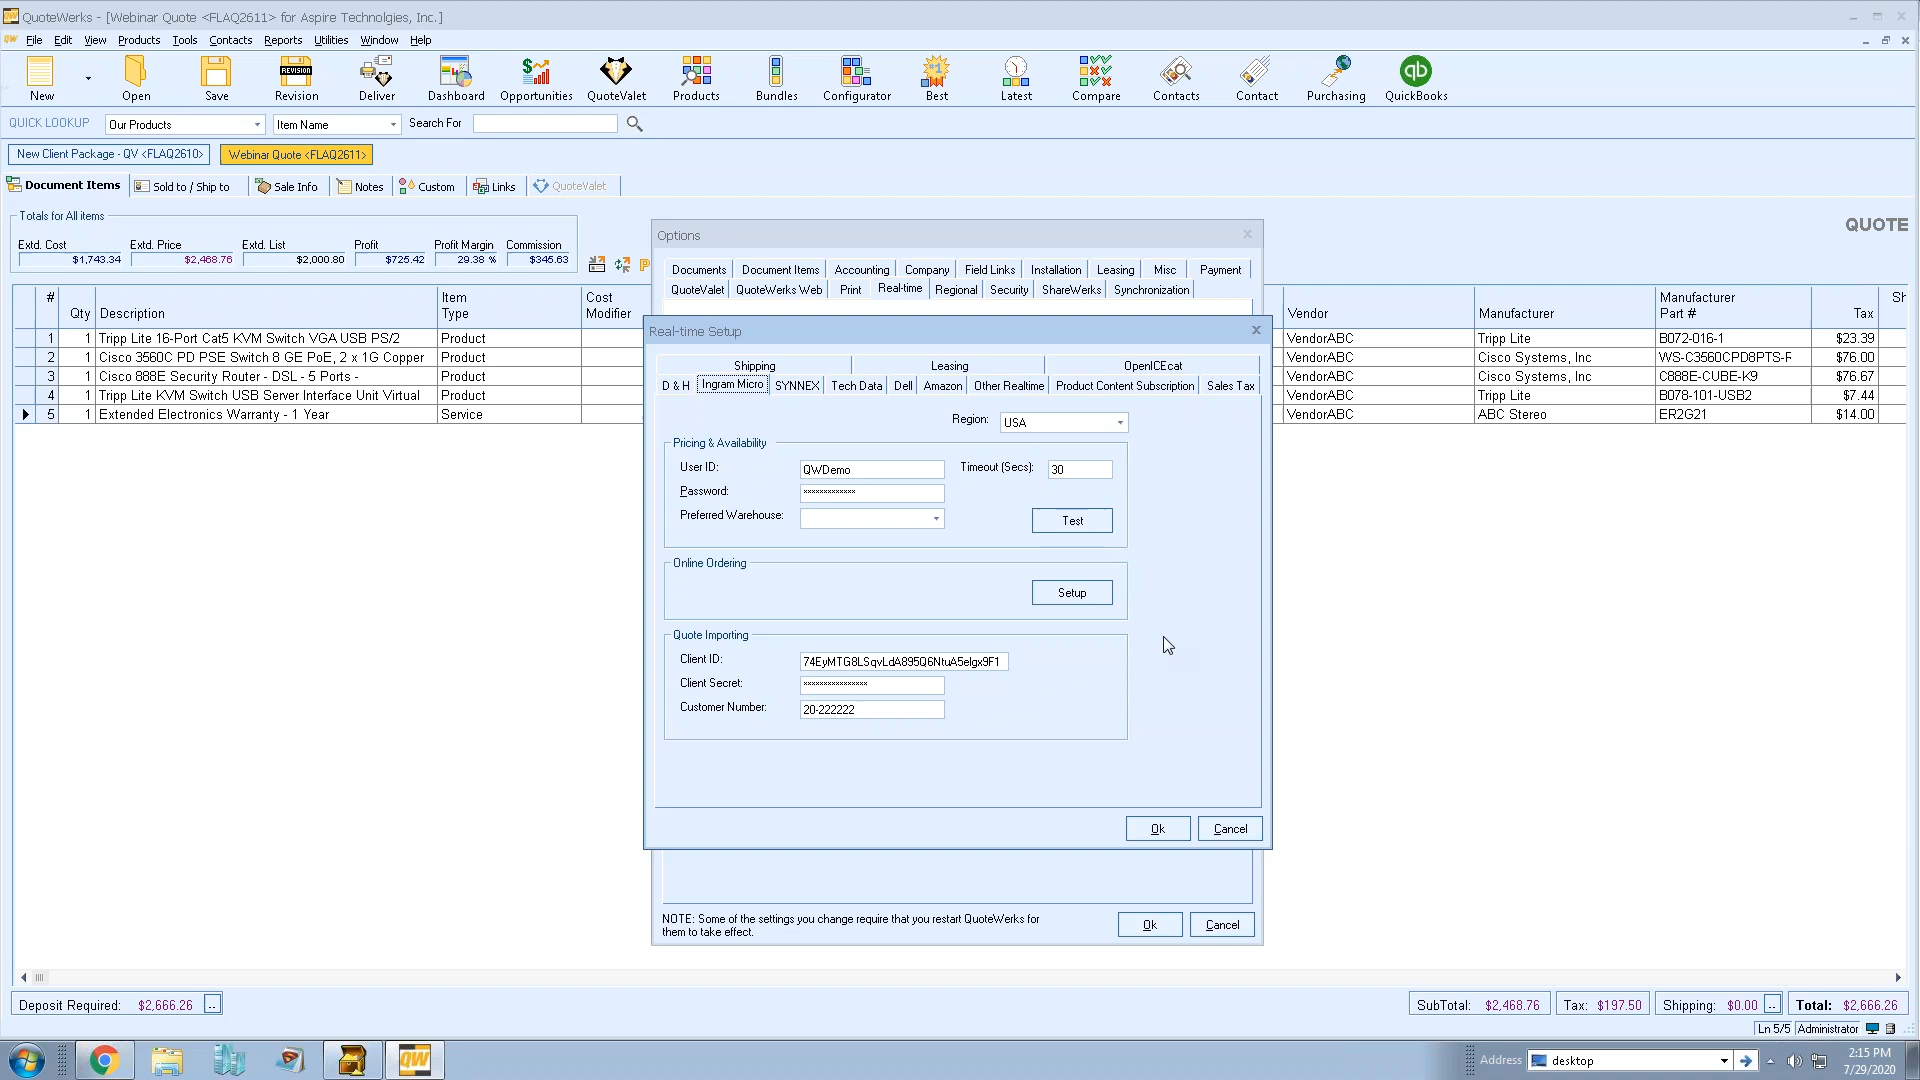 QuoteWerks - [Webinar Quote <FLAQ2611> for Aspire Technolgies, Inc.]
File Edit View Products Tools Contacts Reports Utilities Window Help
New Open Save Revision Deliver Dashboard Opportunities QuoteValet Products Bundles Configurator Best Latest Compare Contacts Contact Purchasing QuickBooks
QUICK LOOKUP Our Products Item Name Search For
New Client Package - QV <FLAQ2610> Webinar Quote <FLAQ2611>
Document Items Sold to / Ship to Sale Info Notes Custom Links QuoteValet
Totals for All items
QUOTE
Extd. Cost Extd. Price Extd. List Profit Profit Margin Commission
$1,743.34 $2,468.76 $2,000.80 $725.42 29.38 % $345.63
# Qty Description Item Type Cost Modifier Vendor Manufacturer Manufacturer Part # Tax Sh
1 1 Tripp Lite 16-Port Cat5 KVM Switch VGA USB PS/2 Product VendorABC Tripp Lite B072-016-1 $23.39
2 1 Cisco 3560C PD PSE Switch 8 GE PoE, 2 x 1G Copper Product VendorABC Cisco Systems, Inc WS-C3560CPD8PTS-F $76.00
3 1 Cisco 888E Security Router - DSL - 5 Ports - Product VendorABC Cisco Systems, Inc C888E-CUBE-K9 $76.67
4 1 Tripp Lite KVM Switch USB Server Interface Unit Virtual Product VendorABC Tripp Lite B078-101-USB2 $7.44
5 1 Extended Electronics Warranty - 1 Year Service VendorABC ABC Stereo ER2G21 $14.00
Options
Documents Document Items Accounting Company Field Links Installation Leasing Misc Payment
QuoteValet QuoteWerks Web Print Real-time Regional Security ShareWerks Synchronization
Real-time Setup
Shipping Leasing OpenICEcat
D & H Ingram Micro SYNNEX Tech Data Dell Amazon Other Realtime Product Content Subscription Sales Tax
Region: USA
Pricing & Availability
User ID: QWDemo Timeout (Secs): 30
Password: *************
Preferred Warehouse:
Test
Online Ordering
Setup
Quote Importing
Client ID: 74EyMTG8LSqvLdA895Q6NtuA5elgx9F1
Client Secret: ****************
Customer Number: 20-222222
Ok Cancel
NOTE: Some of the settings you change require that you restart QuoteWerks for
them to take effect.
Ok Cancel
Deposit Required: $2,666.26 ..
SubTotal: $2,468.76 Tax: $197.50 Shipping: $0.00 .. Total: $2,666.26
Ln 5/5 Administrator
Address desktop
2:15 PM
7/29/2020